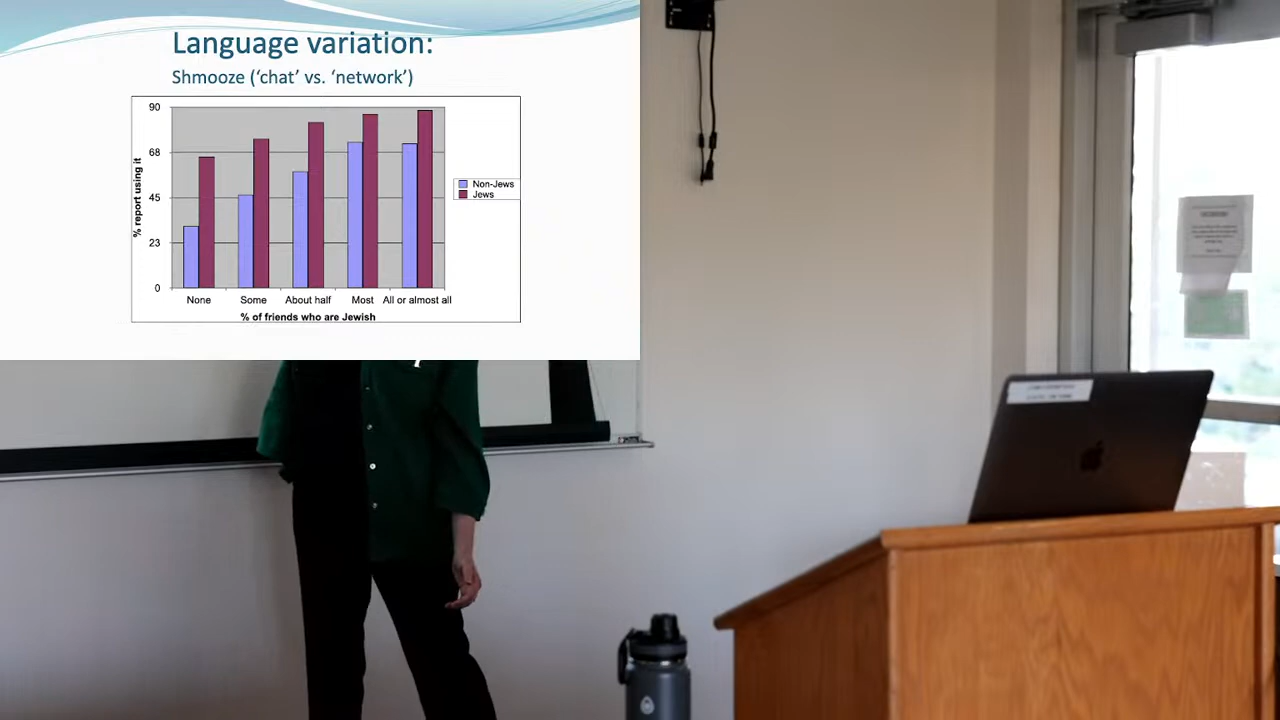 Language variation:
Shmooze (‘chat’ vs. ‘network’)
90
68
45
23
0
% report using it
Non-Jews
Jews
None Some About half Most All or almost all
% of friends who are Jewish